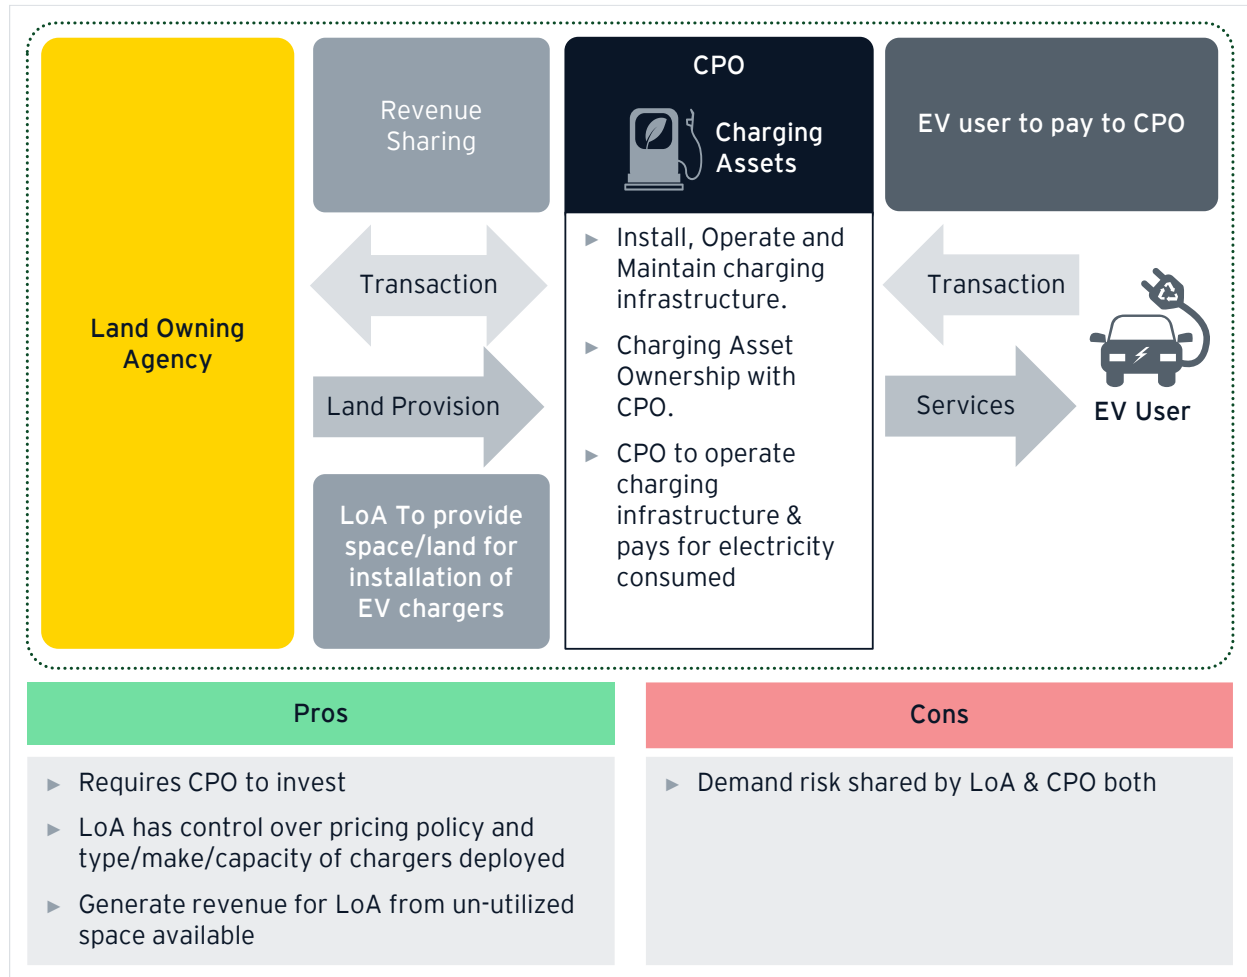 Land Owning
Agency
Revenue
Sharing
Transaction
Land Provision
LoA To provide
space/land for
installation of
EV chargers
CPO
Charging
Assets
► Install, Operate and
Maintain charging
infrastructure.
► Charging Asset
Ownership with
CPO.
► CPO to operate
charging
infrastructure &
pays for electricity
consumed
EV user to pay to CPO
Transaction
Services
EV User
Pros
► Requires CPO to invest
► LoA has control over pricing policy and
type/make/capacity of chargers deployed
► Generate revenue for LoA from un-utilized
space available
Cons
► Demand risk shared by LoA & CPO both